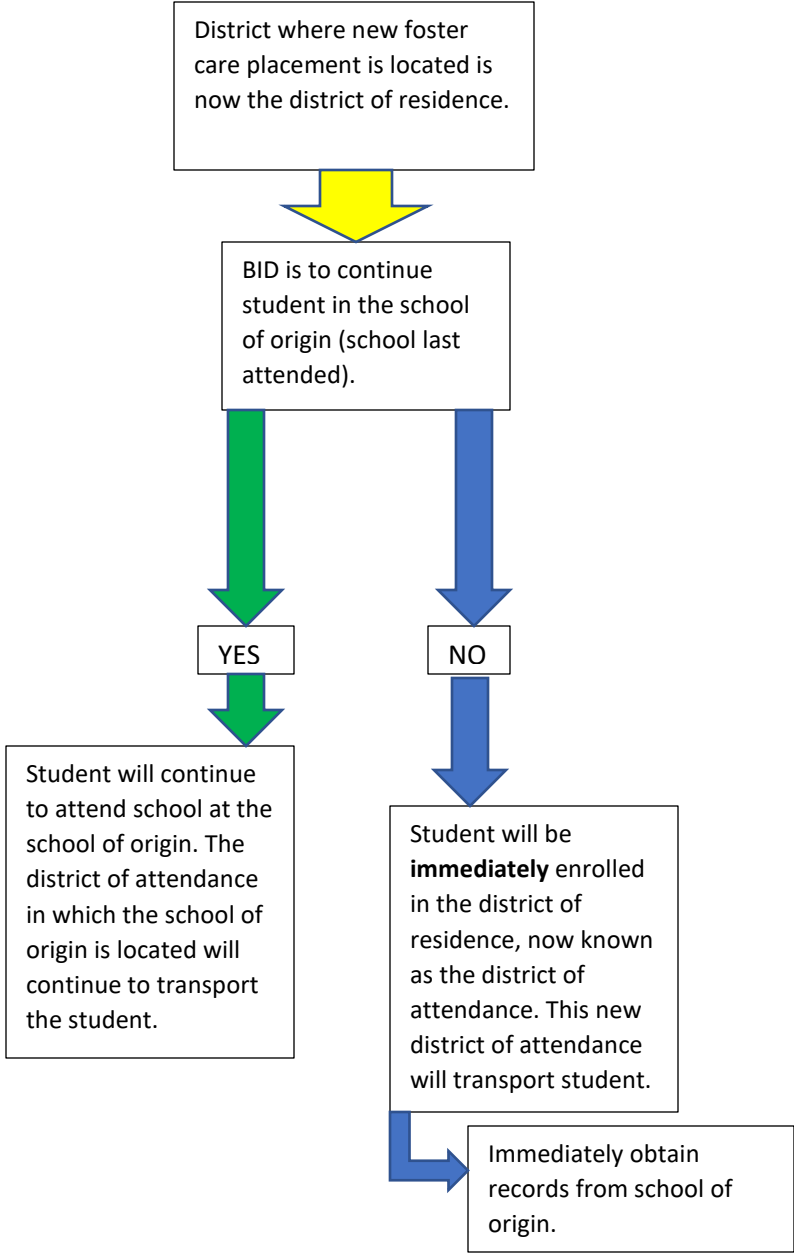 District where new foster
care placement is located is
now the district of residence.
BID is to continue
student in the school
of origin (school last
attended).
YES
NO
Student will continue
to attend school at the
school of origin. The
district of attendance
in which the school of
origin is located will
continue to transport
the student.
Student will be
immediately enrolled
in the district of
residence, now known
as the district of
attendance. This new
district of attendance
will transport student.
Immediately obtain
records from school of
origin.